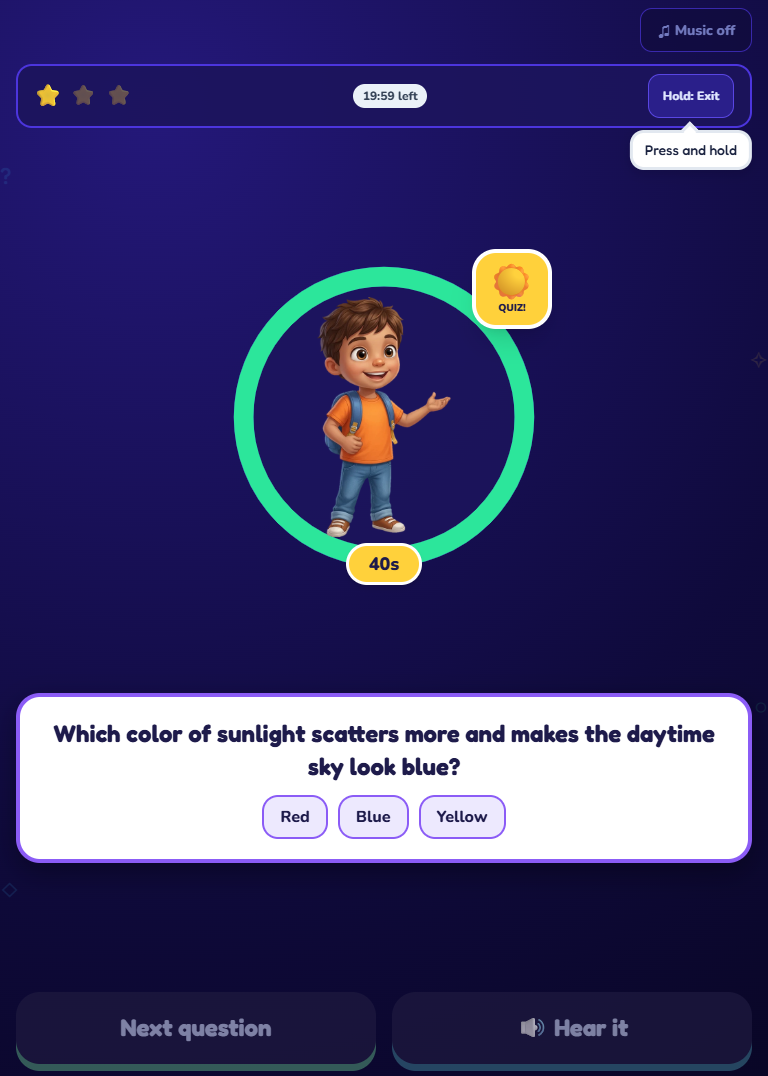 ♫ Music off
19:59 left
Hold: Exit
Press and hold
?
QUIZ!
40s
Which color of sunlight scatters more and makes the daytime
sky look blue?
Red
Blue
Yellow
Next question
Hear it